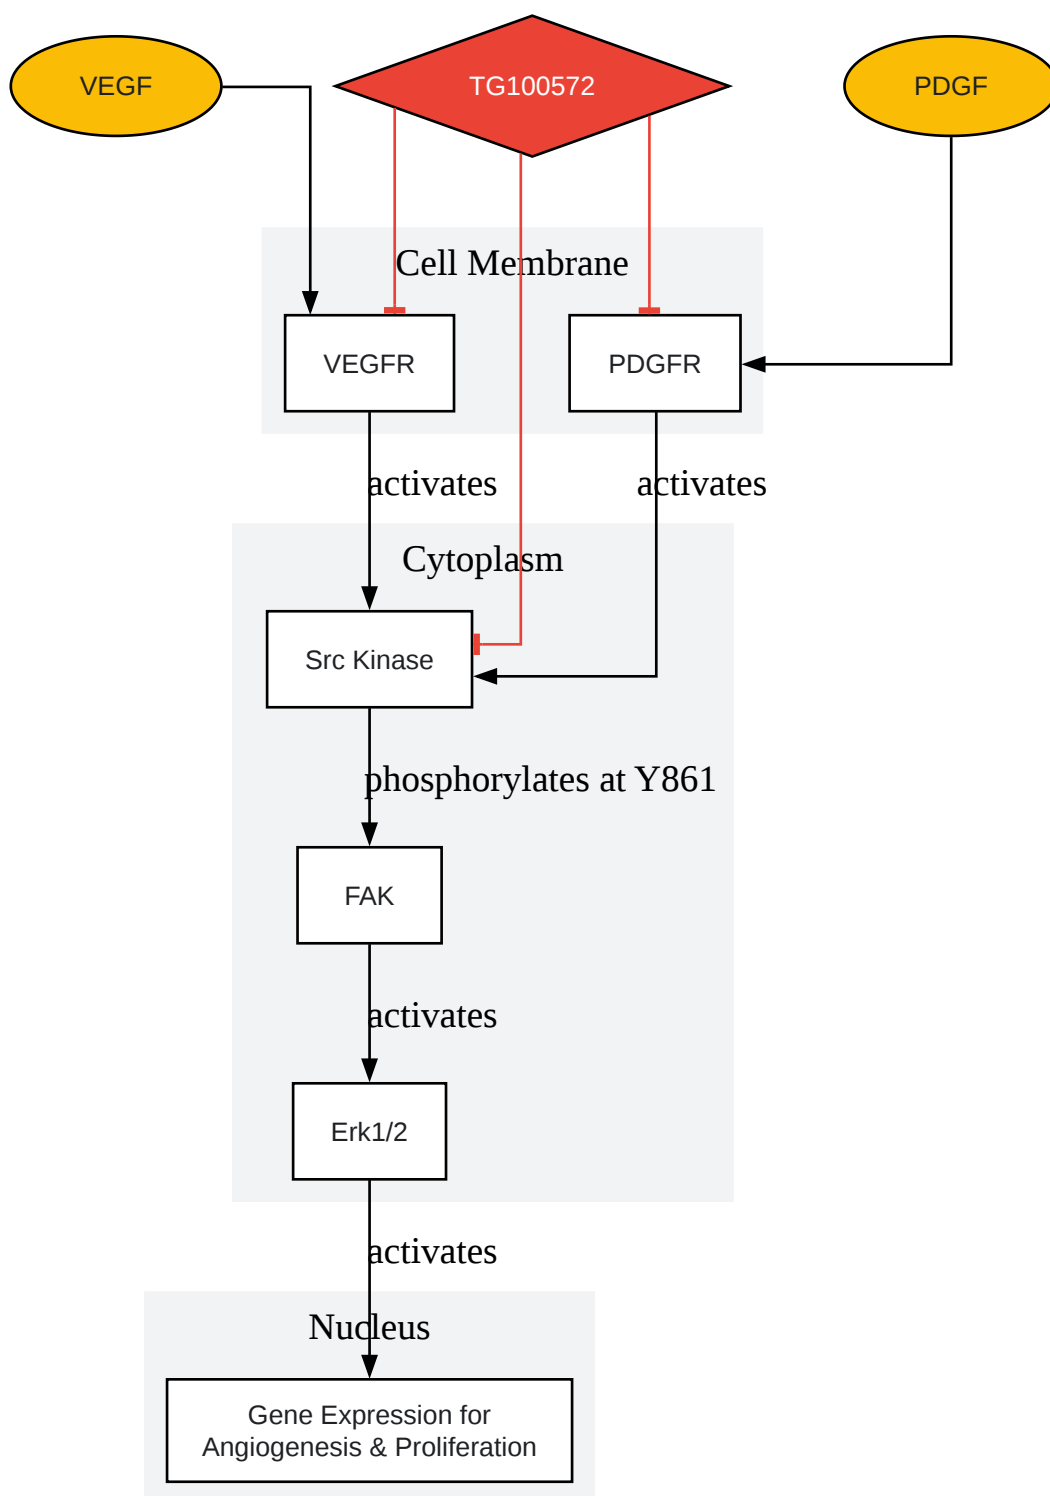 VEGF
TG100572
PDGF
Cell Membrane
VEGFR
PDGFR
activates
activates
Cytoplasm
Src Kinase
phosphorylates at Y861
FAK
activates
Erk1/2
activates
Nucleus
Gene Expression for
Angiogenesis & Proliferation